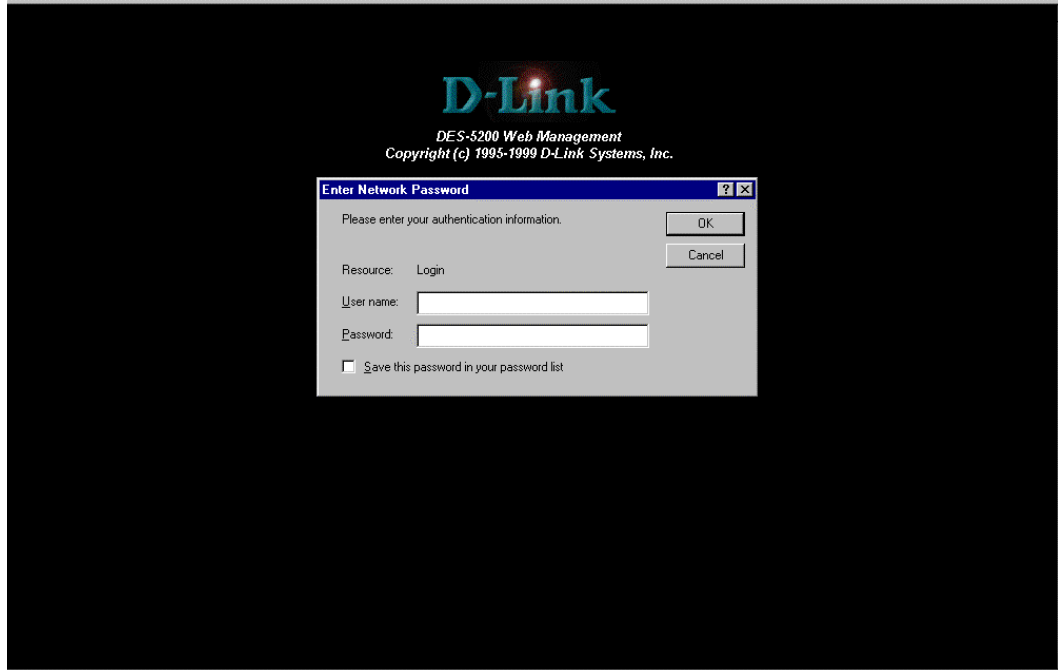 D-Link
DES-5200 Web Management
Copyright (c) 1995-1999 D-Link Systems, Inc.
Enter Network Password
Please enter your authentication information.
OK
Cancel
Resource: Login
User name:
Password:
Save this password in your password list